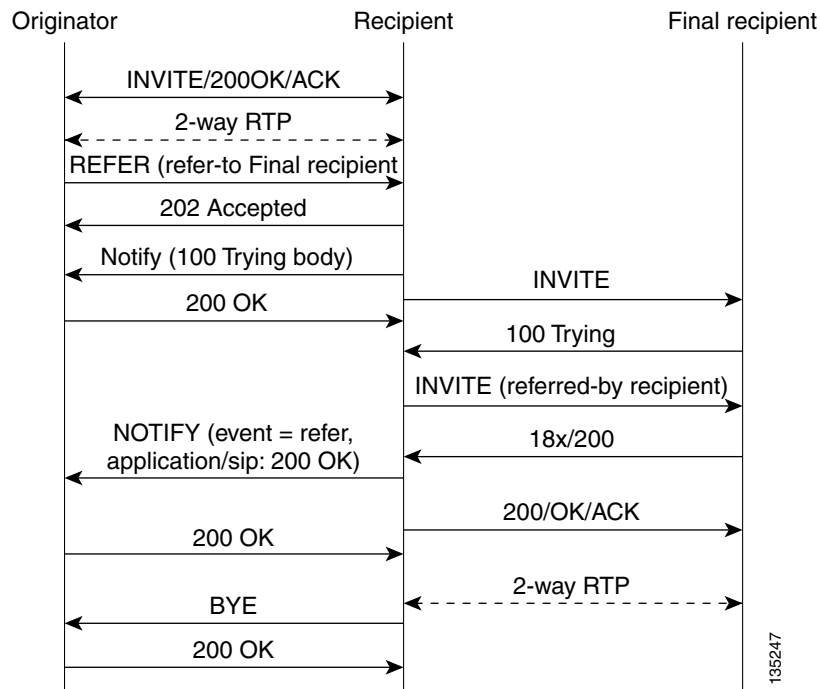 Originator Recipient Final recipient
INVITE/200OK/ACK
2-way RTP
REFER (refer-to Final recipient
202 Accepted
Notify (100 Trying body)
INVITE
200 OK
100 Trying
INVITE (referred-by recipient)
NOTIFY (event = refer,
application/sip: 200 OK)
18x/200
200/OK/ACK
200 OK
2-way RTP
BYE
200 OK
135247